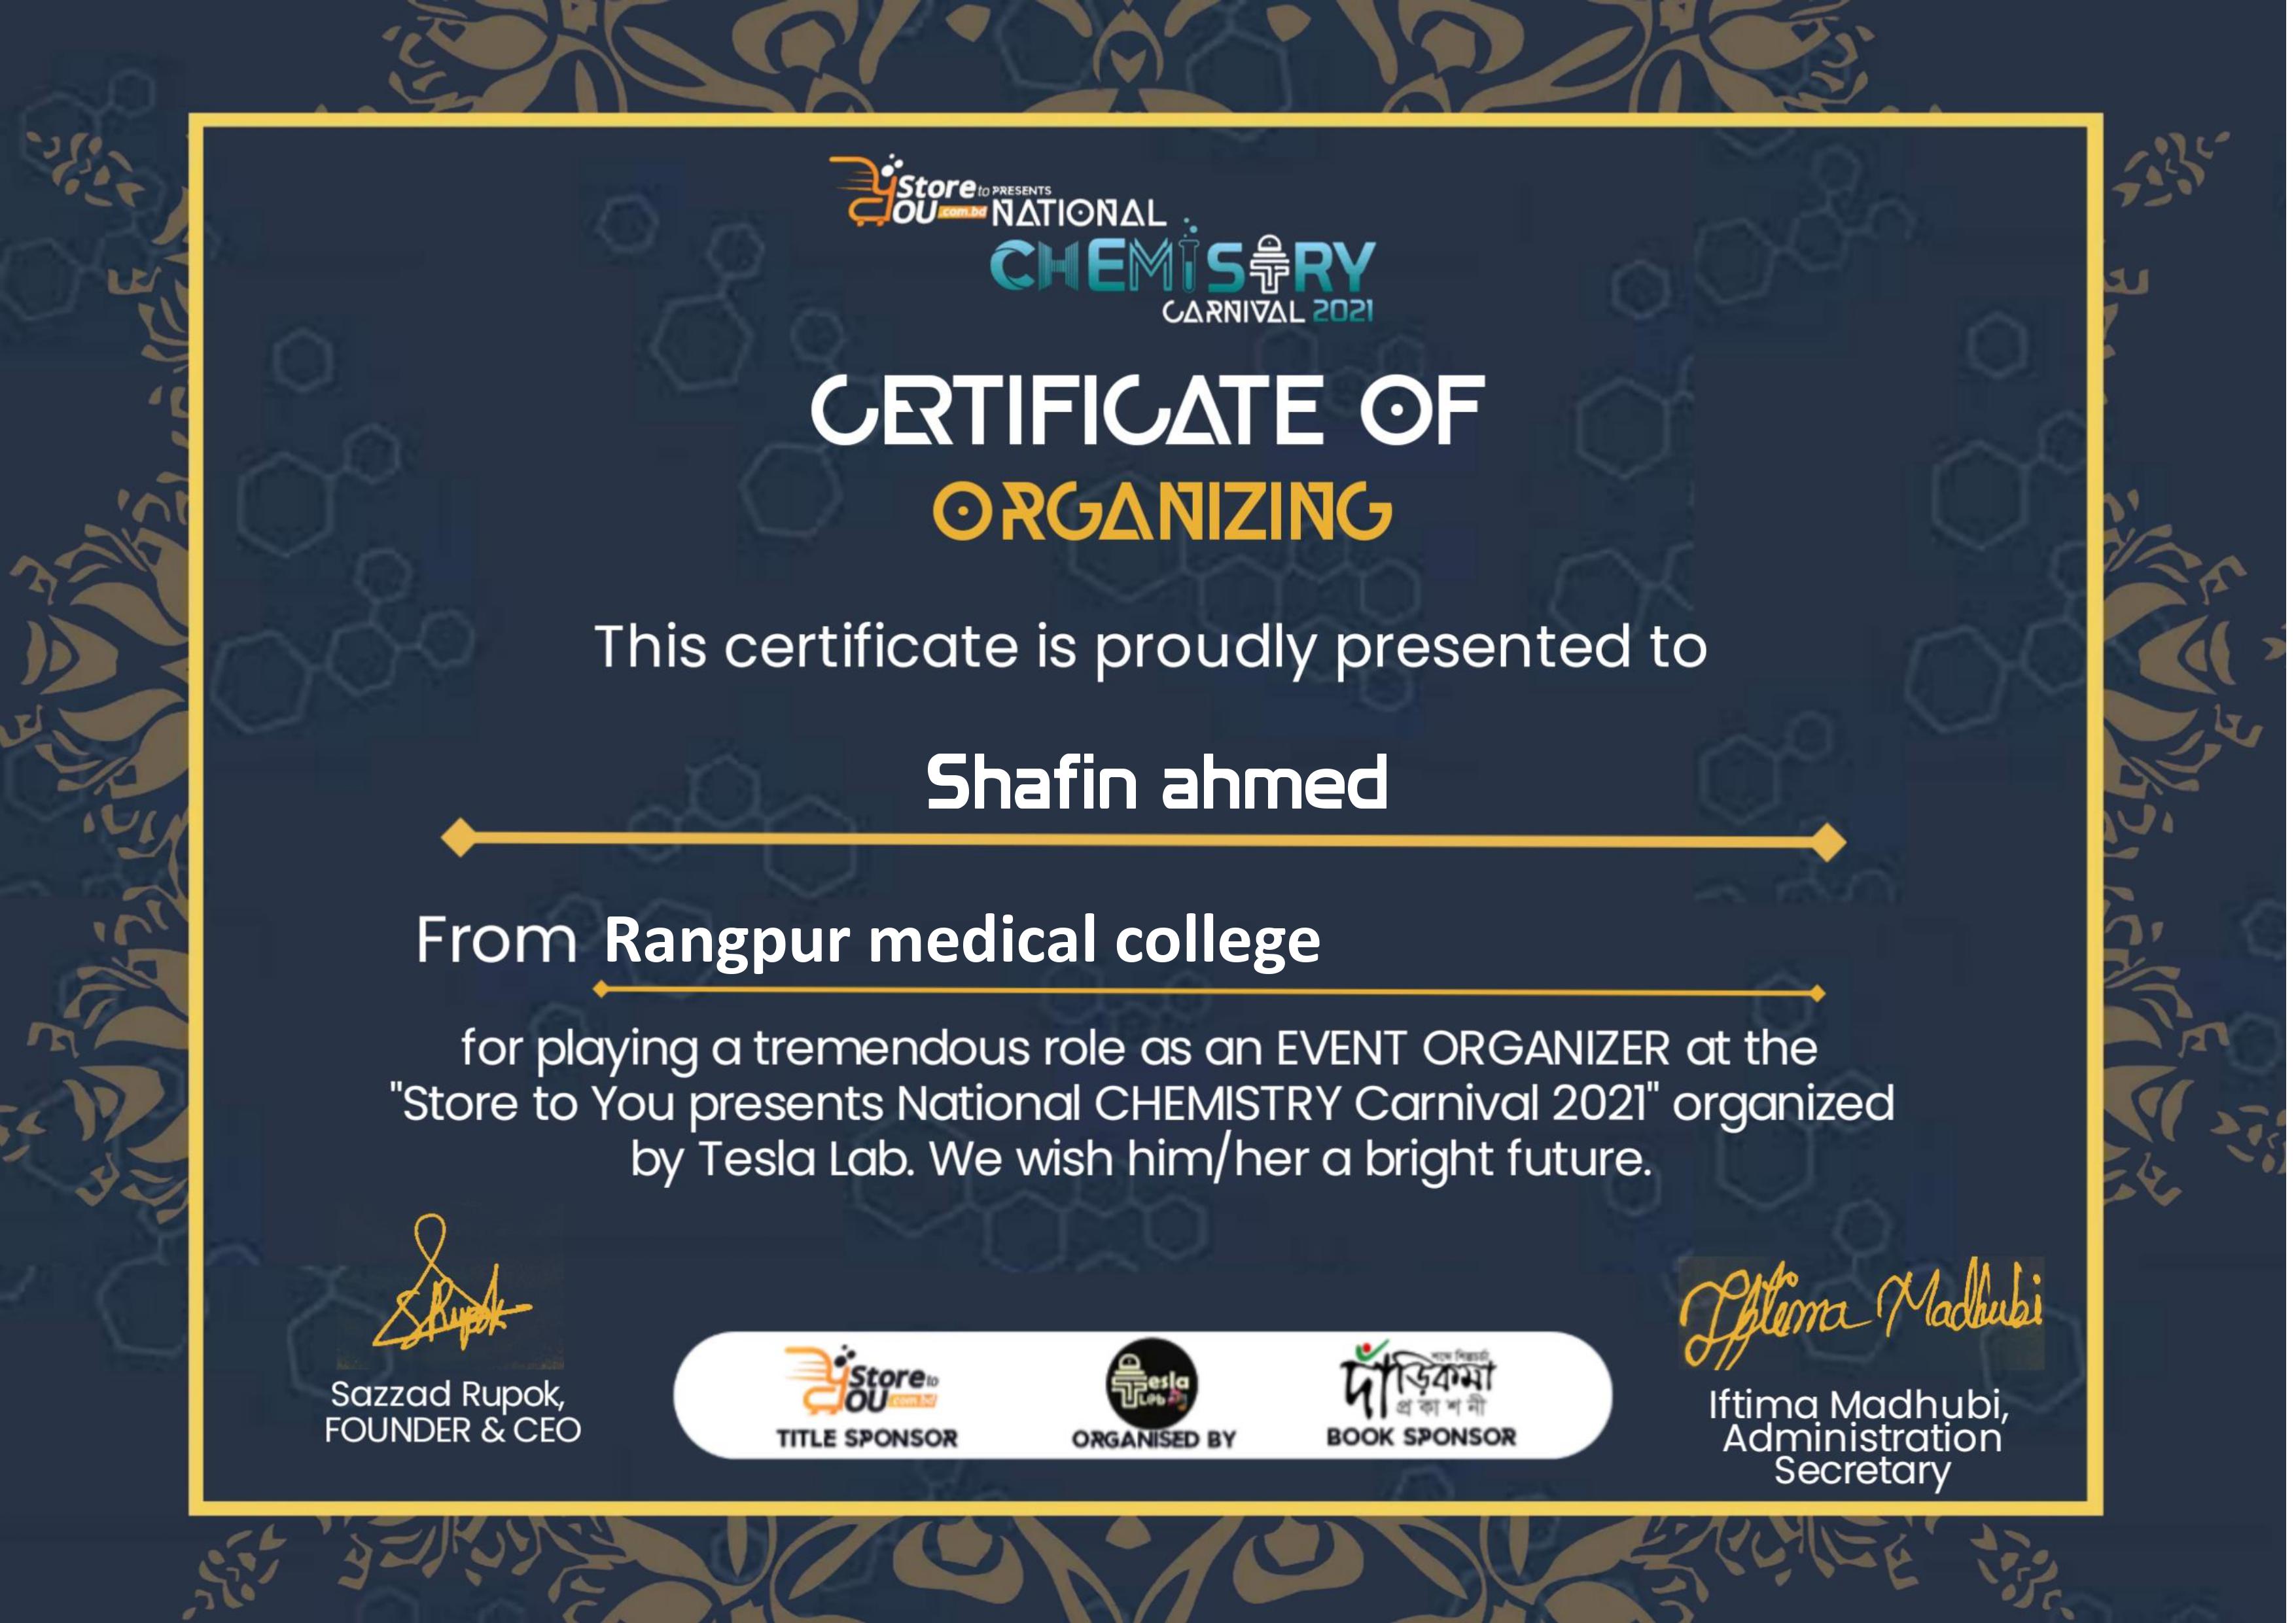 Store to PRESENTS
YOU .com.bd NATIONAL
CHEMISTRY
CARNIVAL 2021
CERTIFICATE OF
ORGANIZING
This certificate is proudly presented to
Shafin ahmed
From Rangpur medical college
for playing a tremendous role as an EVENT ORGANIZER at the
"Store to You presents National CHEMISTRY Carnival 2021" organized
by Tesla Lab. We wish him/her a bright future.
SRupok
Iftima Madhubi
Sazzad Rupok,
FOUNDER & CEO
Store to
YOU .com.bd
TITLE SPONSOR
Tesla
Lab
ORGANISED BY
দাঁড়িকমা
প্রকাশনী
BOOK SPONSOR
Iftima Madhubi,
Administration
Secretary